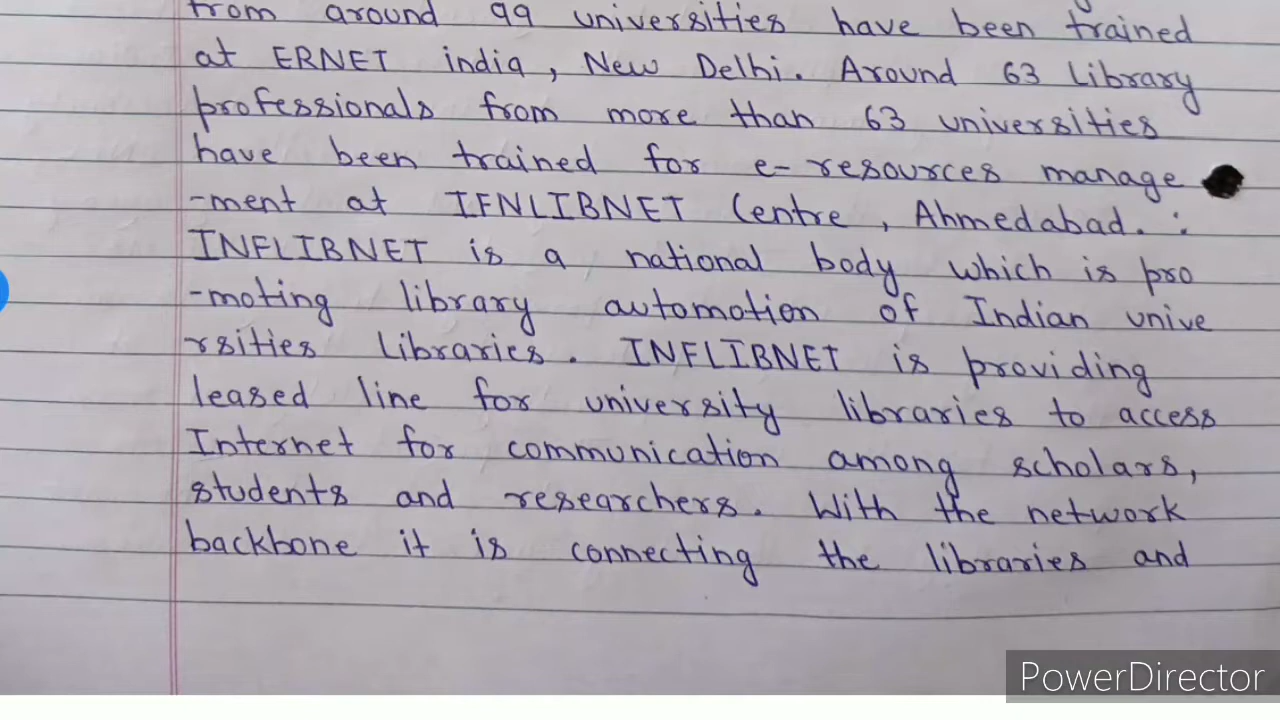 from around 99 universities have been trained
at ERNET india, New Delhi. Around 63 Library
professionals from more than 63 universities
have been trained for e-resources manage
-ment at IFNLIBNET Centre, Ahmedabad. :
INFLIBNET is a national body which is pro
-moting library automotion of Indian unive
rsities Libraries. INFLIBNET is providing
leased line for university libraries to access
Internet for communication among scholars,
students and researchers. With the network
backbone it is connecting the libraries and
PowerDirector